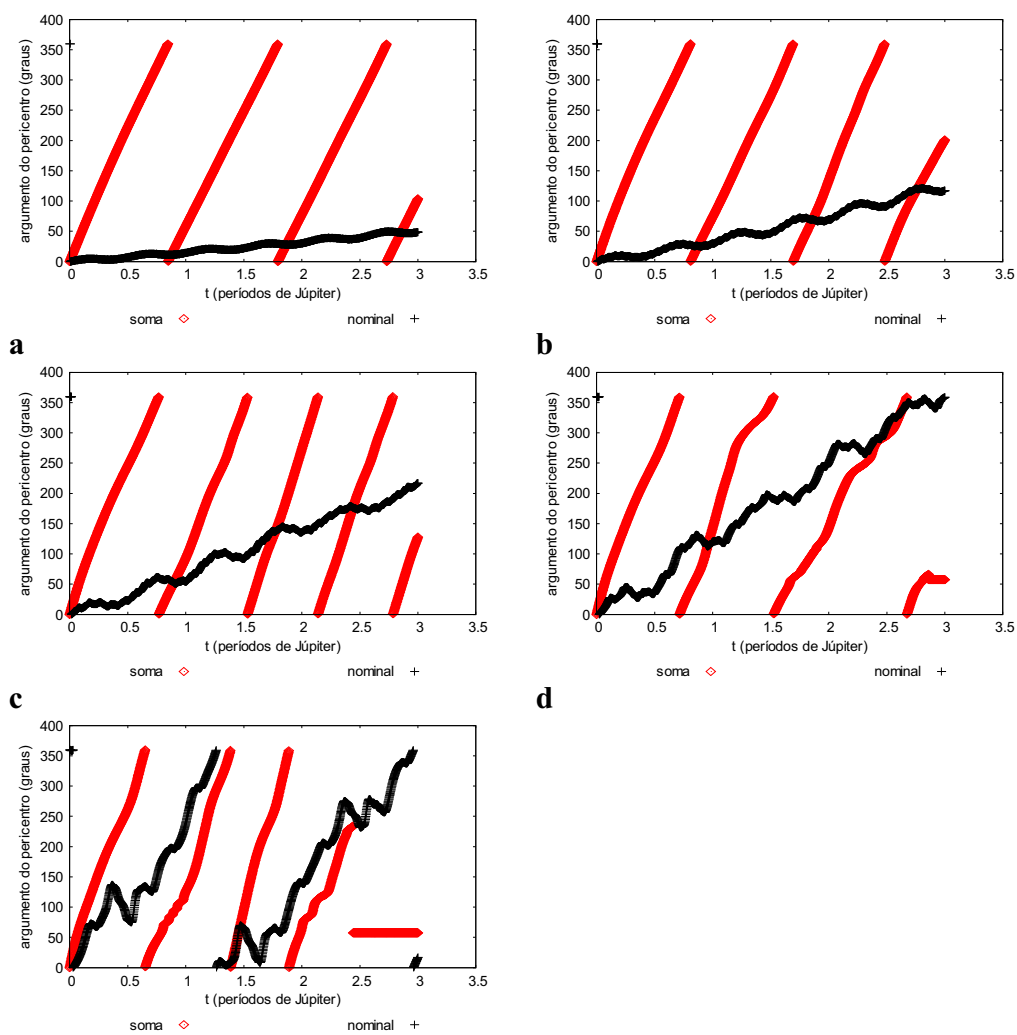 400 350 300 250 200 150 100 50 0
argumento do pericentro (graus)
0 0.5 1 1.5 2 2.5 3 3.5
t (períodos de Júpiter)
soma nominal
a
400 350 300 250 200 150 100 50 0
argumento do pericentro (graus)
0 0.5 1 1.5 2 2.5 3 3.5
t (períodos de Júpiter)
soma nominal
b
400 350 300 250 200 150 100 50 0
argumento do pericentro (graus)
0 0.5 1 1.5 2 2.5 3 3.5
t (períodos de Júpiter)
soma nominal
c
400 350 300 250 200 150 100 50 0
argumento do pericentro (graus)
0 0.5 1 1.5 2 2.5 3 3.5
t (períodos de Júpiter)
soma nominal
d
400 350 300 250 200 150 100 50 0
argumento do pericentro (graus)
0 0.5 1 1.5 2 2.5 3 3.5
t (períodos de Júpiter)
soma nominal